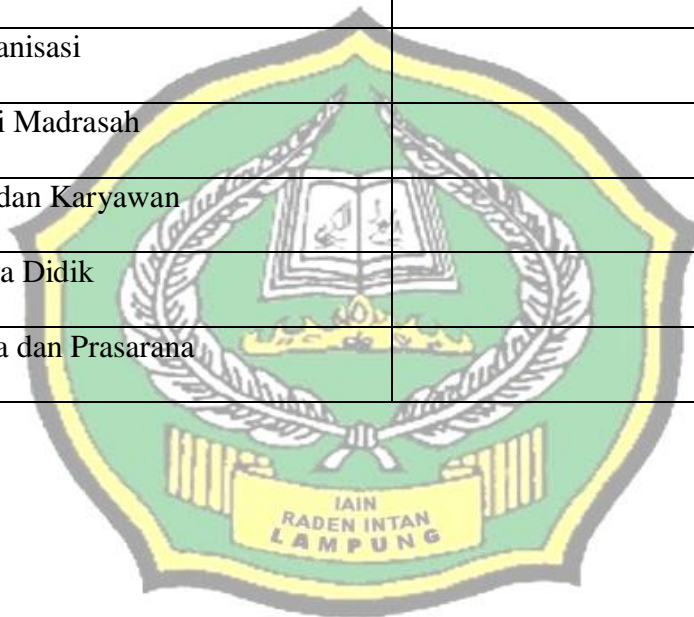 anisasi
i Madrasah
dan Karyawan
a Didik
a dan Prasarana
IAIN
RADEN INTAN
LAMPUNG